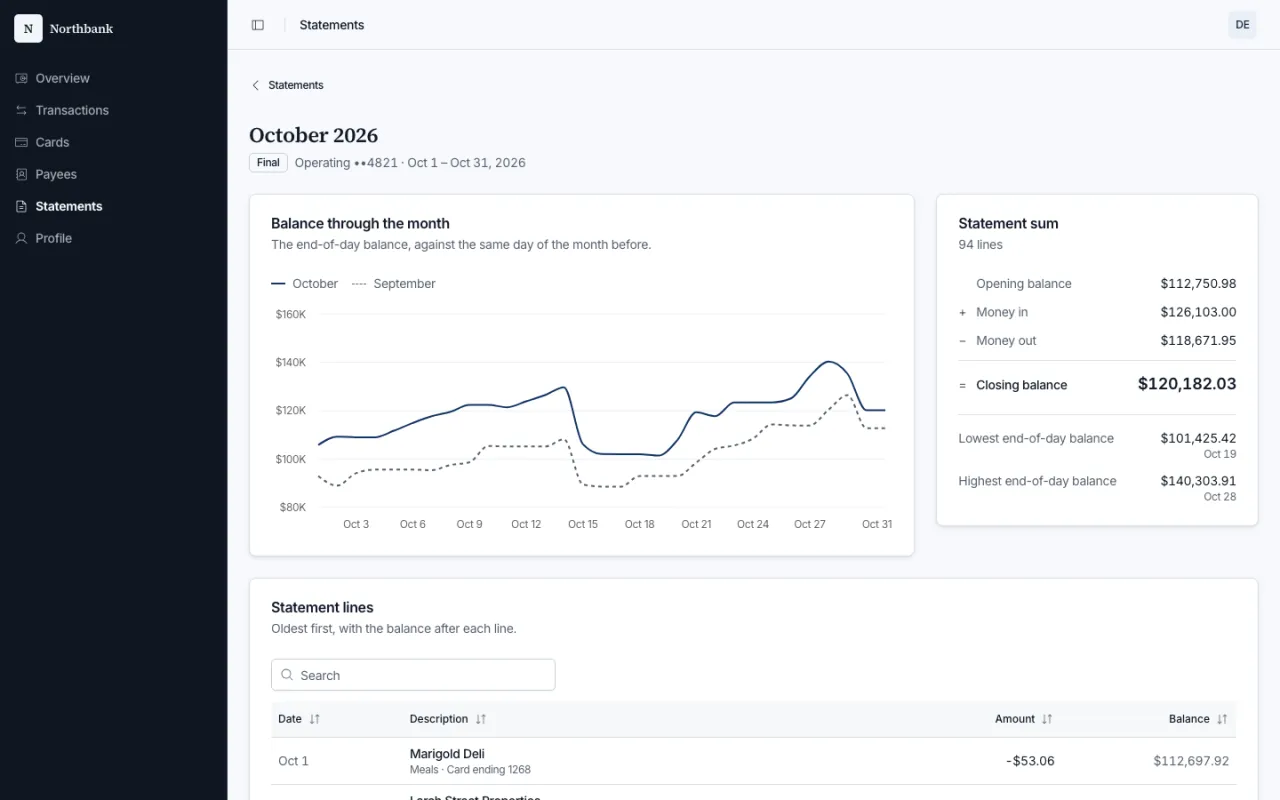 N Northbank
Overview
Transactions
Cards
Payees
Statements
Profile
Statements
DE
Statements
October 2026
Final Operating ••4821 · Oct 1 – Oct 31, 2026
Balance through the month
The end-of-day balance, against the same day of the month before.
October September
$160K
$140K
$120K
$100K
$80K
Oct 3 Oct 6 Oct 9 Oct 12 Oct 15 Oct 18 Oct 21 Oct 24 Oct 27 Oct 31
Statement sum
94 lines
Opening balance $112,750.98
+ Money in $126,103.00
− Money out $118,671.95
= Closing balance $120,182.03
Lowest end-of-day balance $101,425.42
Oct 19
Highest end-of-day balance $140,303.91
Oct 28
Statement lines
Oldest first, with the balance after each line.
Search
Date Description Amount Balance
Oct 1 Marigold Deli -$53.06 $112,697.92
Meals · Card ending 1268
Larch Street Properties